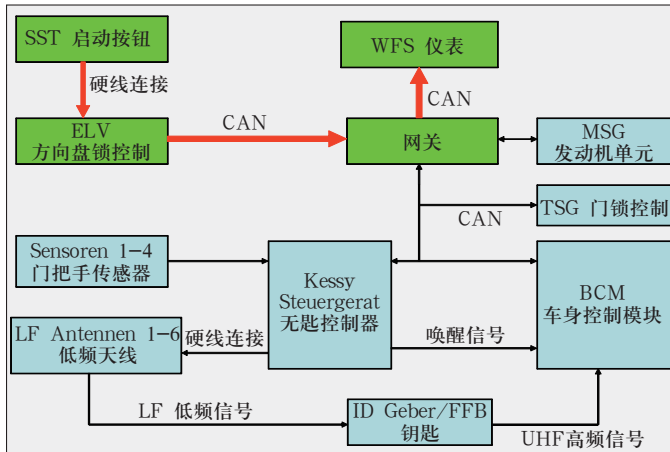 SST 启动按钮
WFS 仪表
硬线连接
CAN
ELV
方向盘锁控制
CAN
网关
MSG
发动机单元
TSG 门锁控制
CAN
Sensoren 1-4
门把手传感器
Kessy
Steuergerat
无匙控制器
BCM
车身控制模块
LF Antennen 1-6
低频天线
硬线连接
唤醒信号
LF 低频信号
ID Geber/FFB
钥匙
UHF高频信号